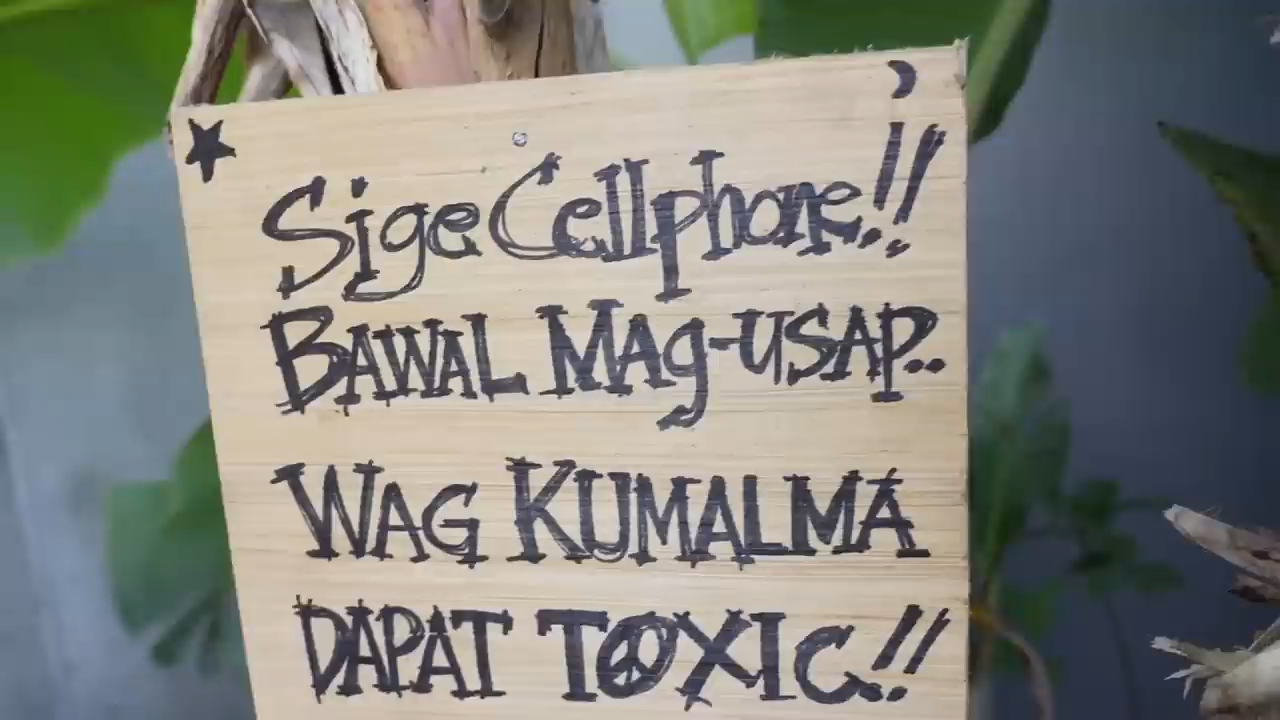 Sige Cellphone!!
BAWAL MAg-USAP..
WAG KUMALMA
DAPAT TOXIC!!